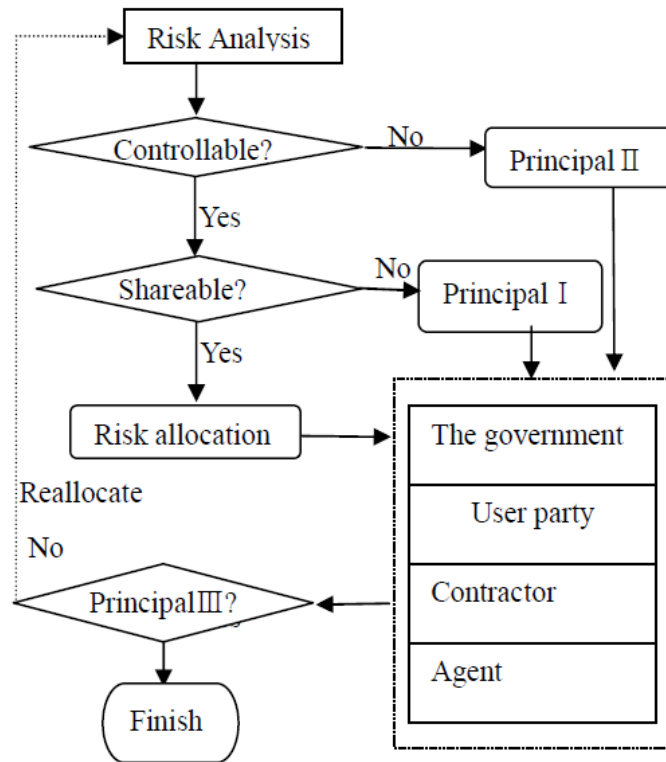 Risk Analysis
Controllable?
No
Principal Ⅱ
Yes
Shareable?
No
Principal Ⅰ
Yes
Risk allocation
The government
User party
Contractor
Agent
Reallocate
No
PrincipalⅢ?
Finish